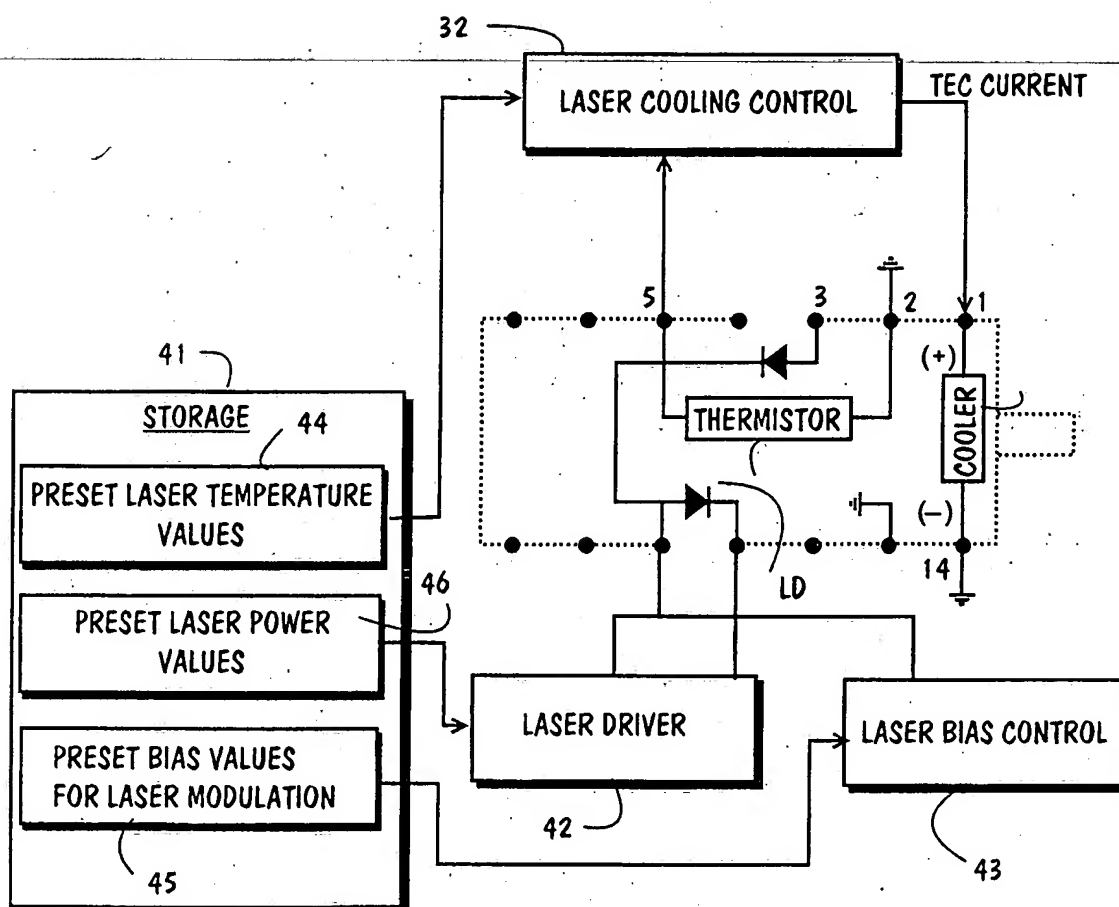 32
LASER COOLING CONTROL
TEC CURRENT
5
3
2
1
(+)
THERMISTOR
COOLER
(-)
14
LD
41
STORAGE
44
PRESET LASER TEMPERATURE
VALUES
46
PRESET LASER POWER
VALUES
PRESET BIAS VALUES
FOR LASER MODULATION
45
LASER DRIVER
42
LASER BIAS CONTROL
43